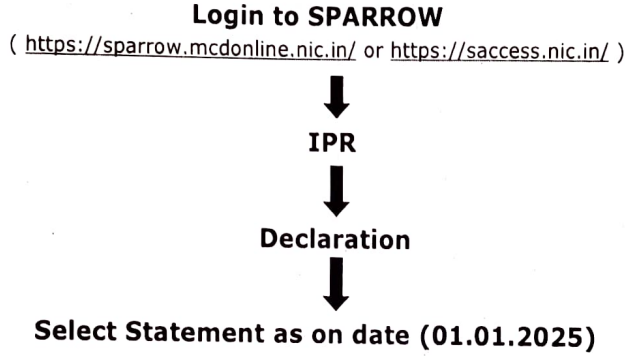 Login to SPARROW
( https://sparrow.mcdonline.nic.in/ or https://saccess.nic.in/ )
IPR
Declaration
Select Statement as on date (01.01.2025)